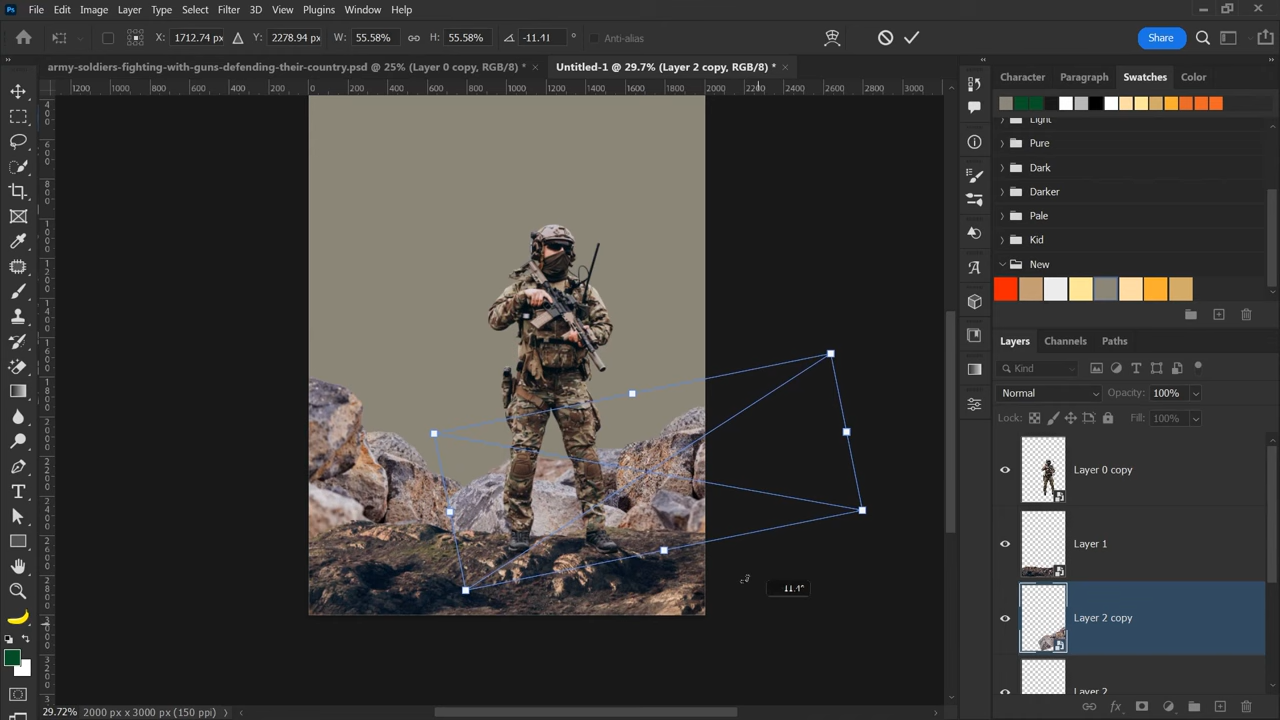 Ps File Edit Image Layer Type Select Filter 3D View Plugins Window Help
X: 1712.74 px Y: 2278.94 px W: 55.58% H: 55.58% -11.41 ° Anti-alias Share
army-soldiers-fighting-with-guns-defending-their-country.psd @ 25% (Layer 0 copy, RGB/8) * × Untitled-1 @ 29.7% (Layer 2 copy, RGB/8) * ×
Character Paragraph Swatches Color
1200 1000 800 600 400 200 0 200 400 600 800 1000 1200 1400 1600 1800 2000 2200 2400 2600 2800 3000
Light
Pure
Dark
Darker
Pale
Kid
New
Layers Channels Paths
Kind
Normal Opacity: 100%
Lock: Fill: 100%
Layer 0 copy
Layer 1
11.4°
Layer 2 copy
Layer 2
29.72% 2000 px x 3000 px (150 ppi)
fx